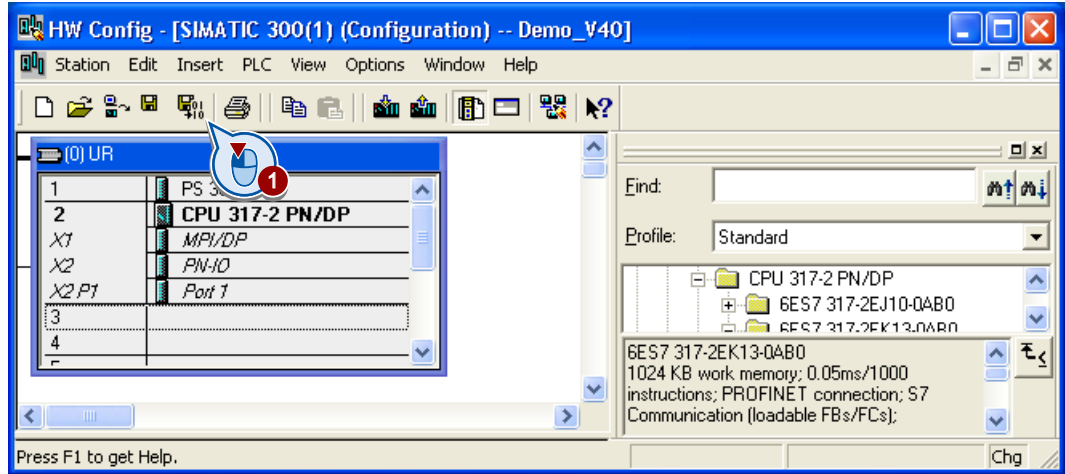 HW Config - [SIMATIC 300(1) (Configuration) -- Demo_V40]
Station Edit Insert PLC View Options Window Help
(0) UR
1 PS 3
2 CPU 317-2 PN/DP
X1 MPI/DP
X2 PN-IO
X2 P1 Port 1
3
4
1
Find:
Profile: Standard
CPU 317-2 PN/DP
6ES7 317-2EJ10-0AB0
6ES7 317-2EK13-0AB0
6ES7 317-2EK13-0AB0
1024 KB work memory; 0.05ms/1000
instructions; PROFINET connection; S7
Communication (loadable FBs/FCs);
Press F1 to get Help.
Chg